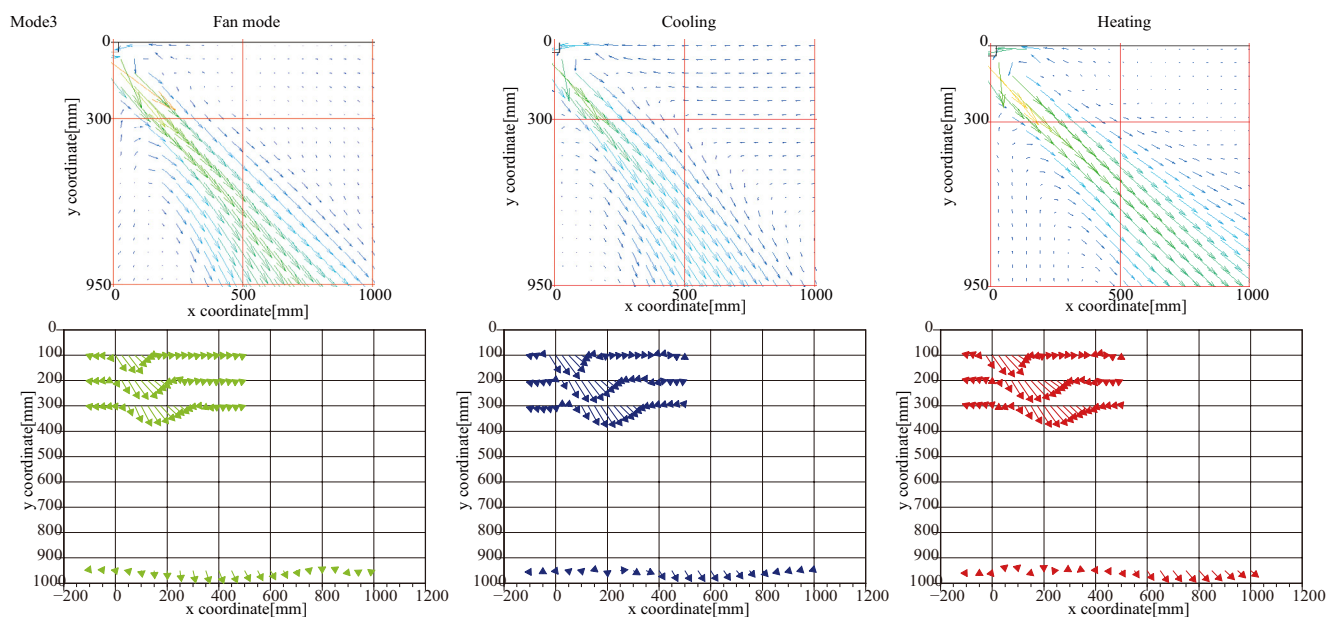 Mode3 Fan mode Cooling Heating
0 0 0
300 300 300
950 950 950
0 500 1000 0 500 1000 0 500 1000
y coordinate[mm] y coordinate[mm] y coordinate[mm]
x coordinate[mm] x coordinate[mm] x coordinate[mm]
0 0 0
100 100 100
200 200 200
300 300 300
400 400 400
500 500 500
600 600 600
700 700 700
800 800 800
900 900 900
1000 1000 1000
−200 0 200 400 600 800 1000 1200 −200 0 200 400 600 800 1000 1200 −200 0 200 400 600 800 1000 1200
y coordinate[mm] y coordinate[mm] y coordinate[mm]
x coordinate[mm] x coordinate[mm] x coordinate[mm]